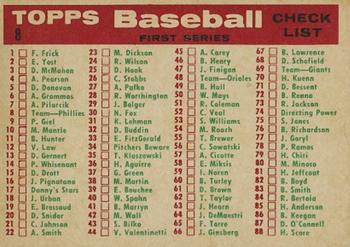 TOPPS Baseball CHECK LIST
8
FIRST SERIES
1 F. Frick
2 E. Yost
3 D. McMahon
4 A. Pearson
5 D. Donovan
6 A. Grammas
7 A. Pilarcik
8 Team—Phillies
9 P. Giel
10 M. Mantle
11 B. Hunter
12 V. Law
13 D. Gernert
14 P. Whisenant
15 D. Drott
16 J. Pignatano
17 Danny's Stars
18 J. Urban
19 E. Bressoud
20 D. Snider
21 C. Johnson
22 A. Smith
23 M. Dickson
24 R. Wilson
25 D. Haak
26 C. Stobbs
27 A. Pafko
28 R. Worthington
29 J. Bolger
30 N. Fox
31 K. Lehman
32 D. Buddin
33 E. FitzGerald
34
Pitchers Beware
35 T. Kluszewski
36 H. Aguirre
37 F. Green
38 M. Martin
39 E. Bouchee
40 W. Spahn
41 B. Martyn
42 M. Wall
43 S. Bilko
44 V. Valentinetti
45 A. Carey
46 B. Henry
47 J. Finigan
48 Team—Orioles
49 B. Hall
50 W. Mays
51 R. Coleman
52 C. Veal
53 S. Williams
54 M. Roach
55 T. Brewer
56 C. Sawatski
57 A. Cicotte
58 E. Miksis
59 I. Noren
60 B. Turley
61 D. Brown
62 T. Taylor
63 J. Hearn
64 J. DeMaestri
65 F. Torre
66 J. Ginsberg
67 B. Lawrence
68 D. Schofield
69 Team—Giants
70 H. Kuenn
71 D. Bessent
72 B. Renna
73 R. Jackson
74 Directing Power
75 S. Jones
76 B. Richardson
77 J. Garyl
78 P. Ramos
79 C. Harris
80 M. Minoso
81 H. Jeffcoat
82 F. Boyd
83 D. Hillman
84 R. Bertoia
85 H. Anderson
86 B. Keegan
87 D. O'Connell
88 H. Score